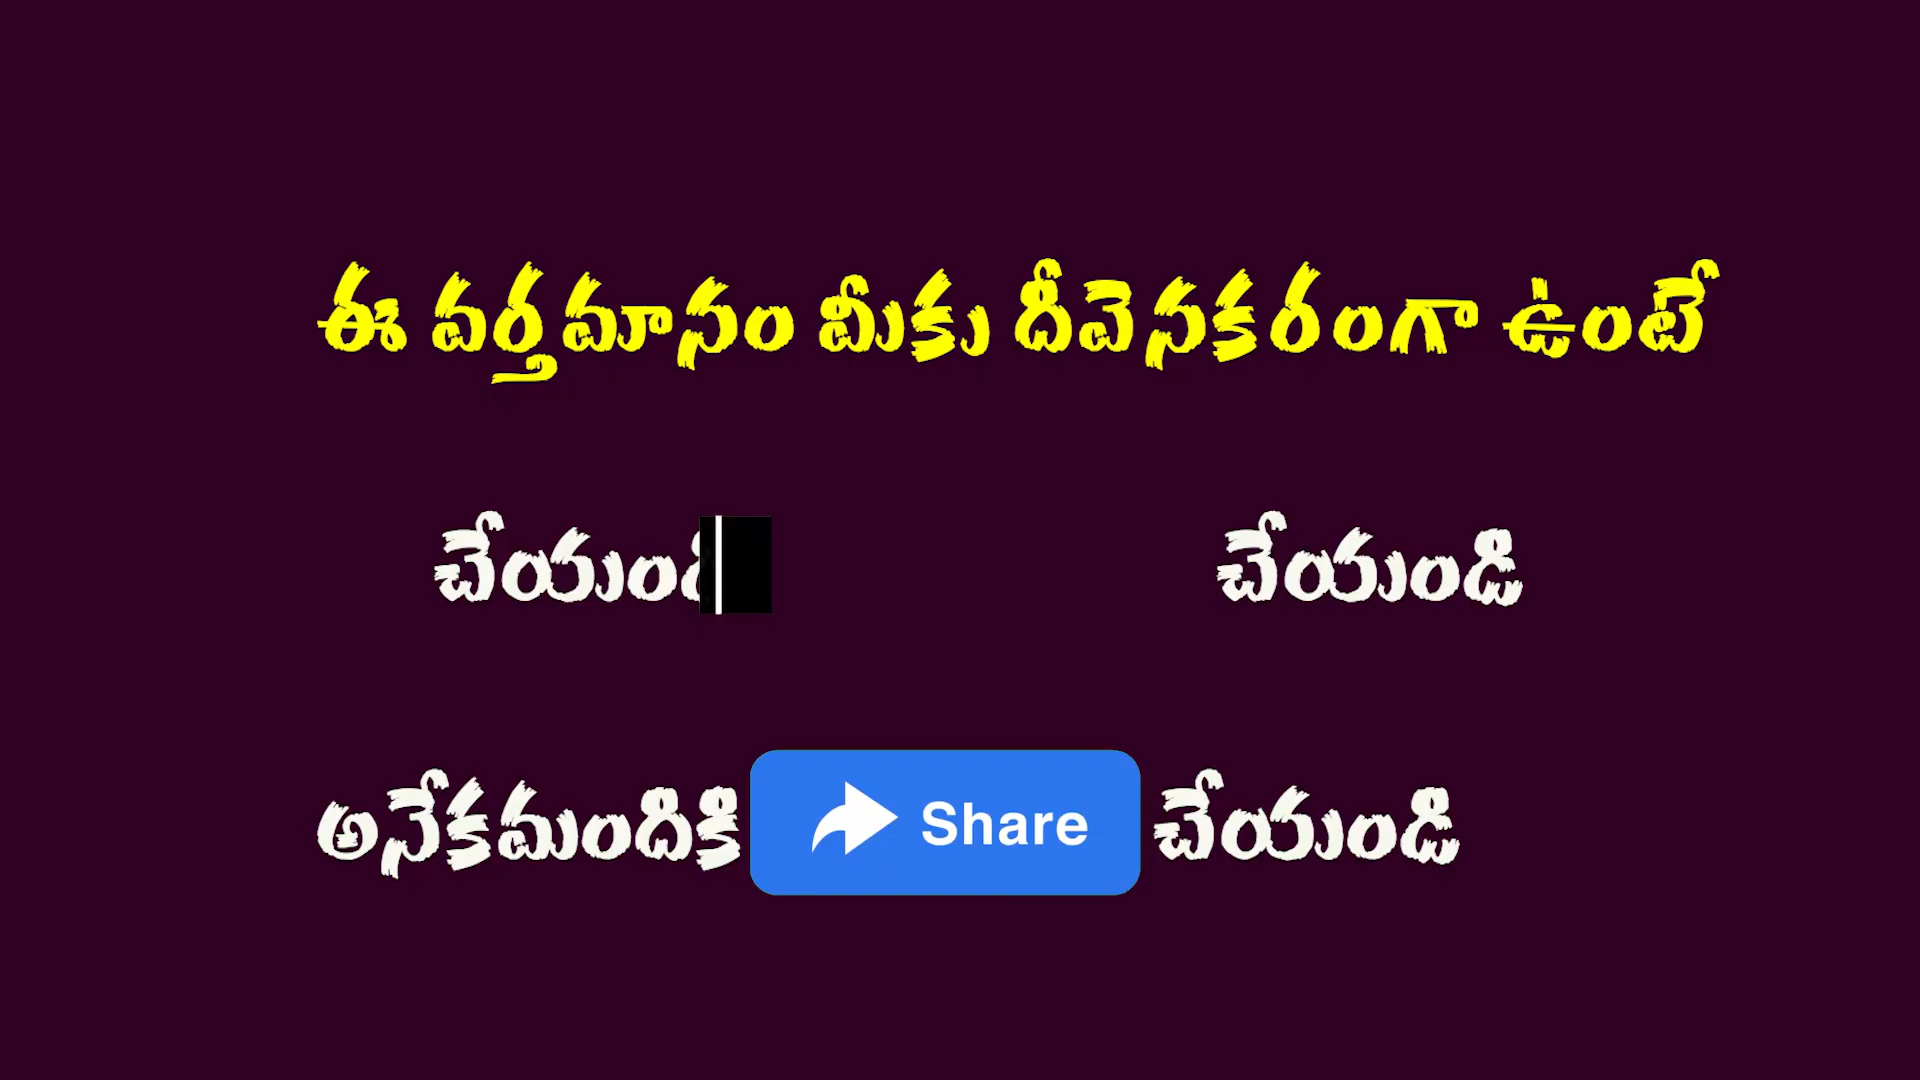 ఈ వర్తమానం మీకు దీవెనకరంగా ఉంటే
చేయండి
అనేకమందికి Share చేయండి